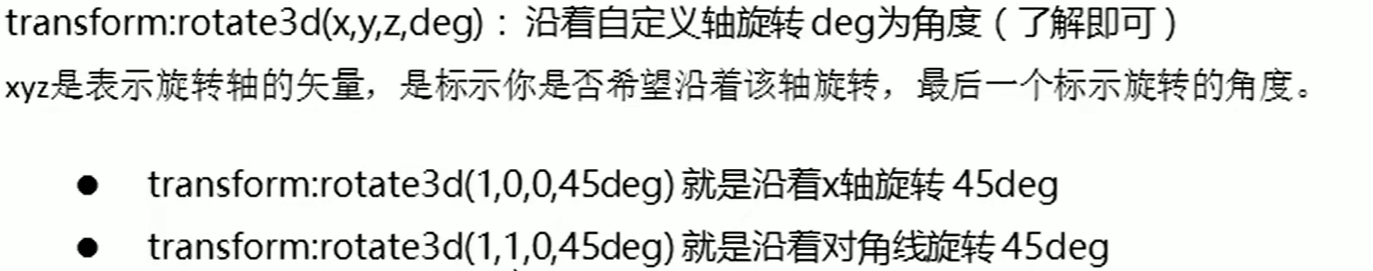 transform:rotate3d(x,y,z,deg)：沿着自定义轴旋转 deg为角度（了解即可）
xyz是表示旋转轴的矢量，是标示你是否希望沿着该轴旋转，最后一个标示旋转的角度。
● transform:rotate3d(1,0,0,45deg) 就是沿着x轴旋转 45deg
● transform:rotate3d(1,1,0,45deg) 就是沿着对角线旋转 45deg